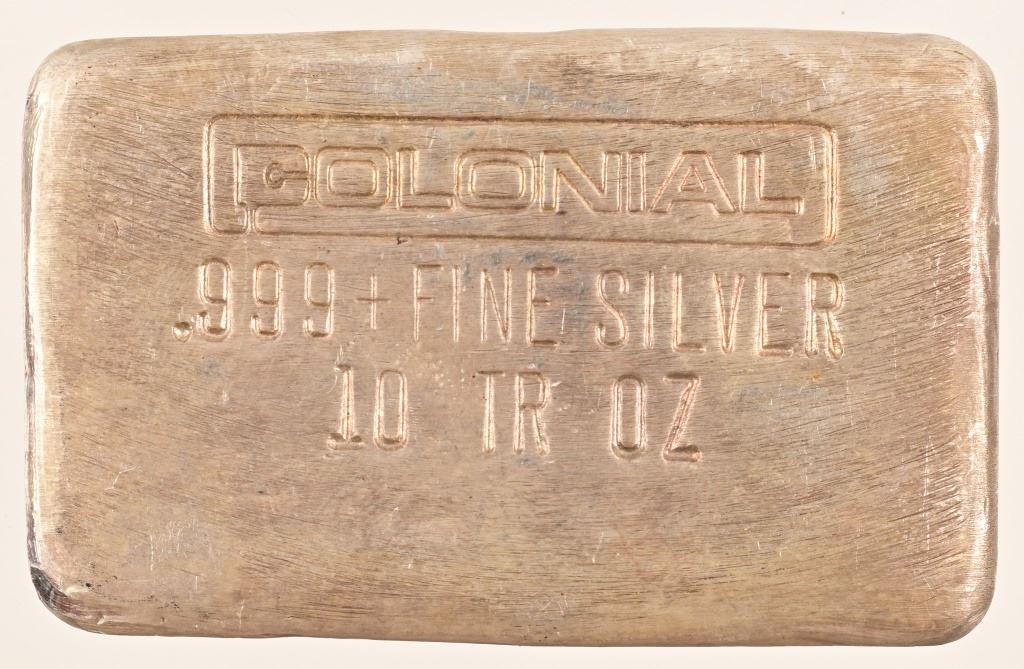 COLONIAL
.999+ FINE SILVER
10 TR OZ